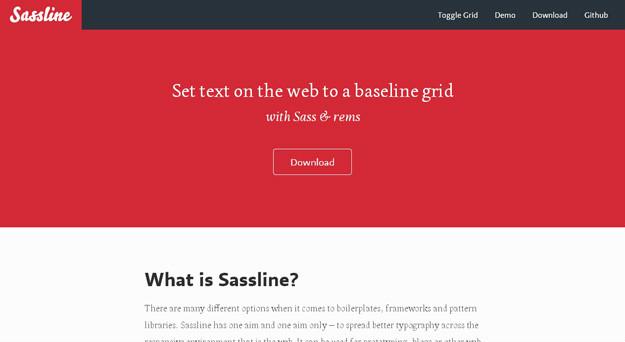 Sassline
Toggle Grid Demo Download Github
Set text on the web to a baseline grid
with Sass & rems
Download
What is Sassline?
There are many different options when it comes to boilerplates, frameworks and pattern
libraries. Sassline has one aim and one aim only – to spread better typography across the